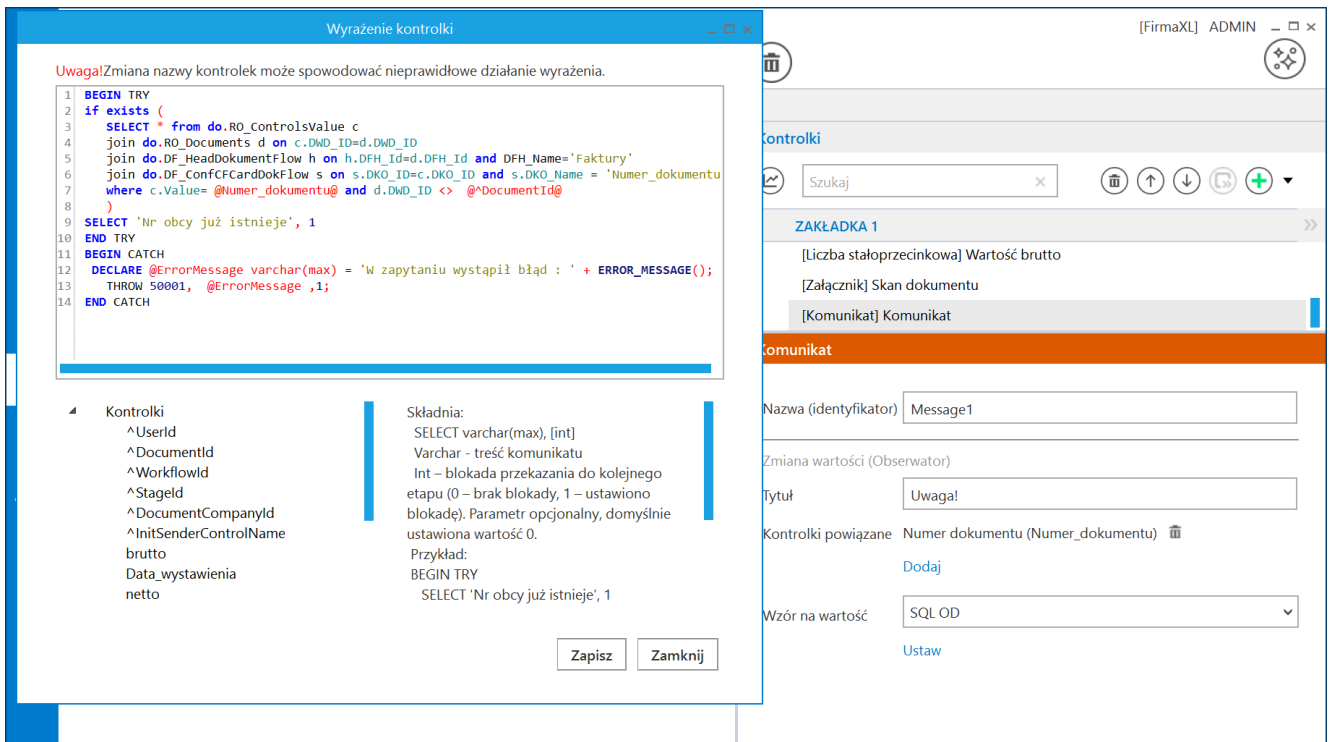 Wyrażenie kontrolki
Uwaga!Zmiana nazwy kontrolek może spowodować nieprawidłowe działanie wyrażenia.
1 BEGIN TRY
2 if exists (
3 SELECT * from do.RO_ControlsValue c
4 join do.RO_Documents d on c.DWD_ID=d.DWD_ID
5 join do.DF_HeadDokumentFlow h on h.DFH_Id=d.DFH_Id and DFH_Name='Faktury'
6 join do.DF_ConfCFCardDokFlow s on s.DKO_ID=c.DKO_ID and s.DKO_Name = 'Numer_dokumentu
7 where c.Value= @Numer_dokumentu@ and d.DWD_ID <> @^DocumentId@
8 )
9 SELECT 'Nr obcy już istnieje', 1
10 END TRY
11 BEGIN CATCH
12 DECLARE @ErrorMessage varchar(max) = 'W zapytaniu wystąpił błąd : ' + ERROR_MESSAGE();
13 THROW 50001, @ErrorMessage ,1;
14 END CATCH
Kontrolki
^UserId
^DocumentId
^WorkflowId
^StageId
^DocumentCompanyId
^InitSenderControlName
brutto
Data_wystawienia
netto
Składnia:
SELECT varchar(max), [int]
Varchar - treść komunikatu
Int – blokada przekazania do kolejnego
etapu (0 – brak blokady, 1 – ustawiono
blokadę). Parametr opcjonalny, domyślnie
ustawiona wartość 0.
Przykład:
BEGIN TRY
SELECT 'Nr obcy już istnieje', 1
Zapisz Zamknij
[FirmaXL] ADMIN
Kontrolki
Szukaj
ZAKŁADKA 1
[Liczba stałoprzecinkowa] Wartość brutto
[Załącznik] Skan dokumentu
[Komunikat] Komunikat
Komunikat
Nazwa (identyfikator) Message1
Zmiana wartości (Obserwator)
Tytuł Uwaga!
Kontrolki powiązane Numer dokumentu (Numer_dokumentu)
Dodaj
Wzór na wartość SQL OD
Ustaw